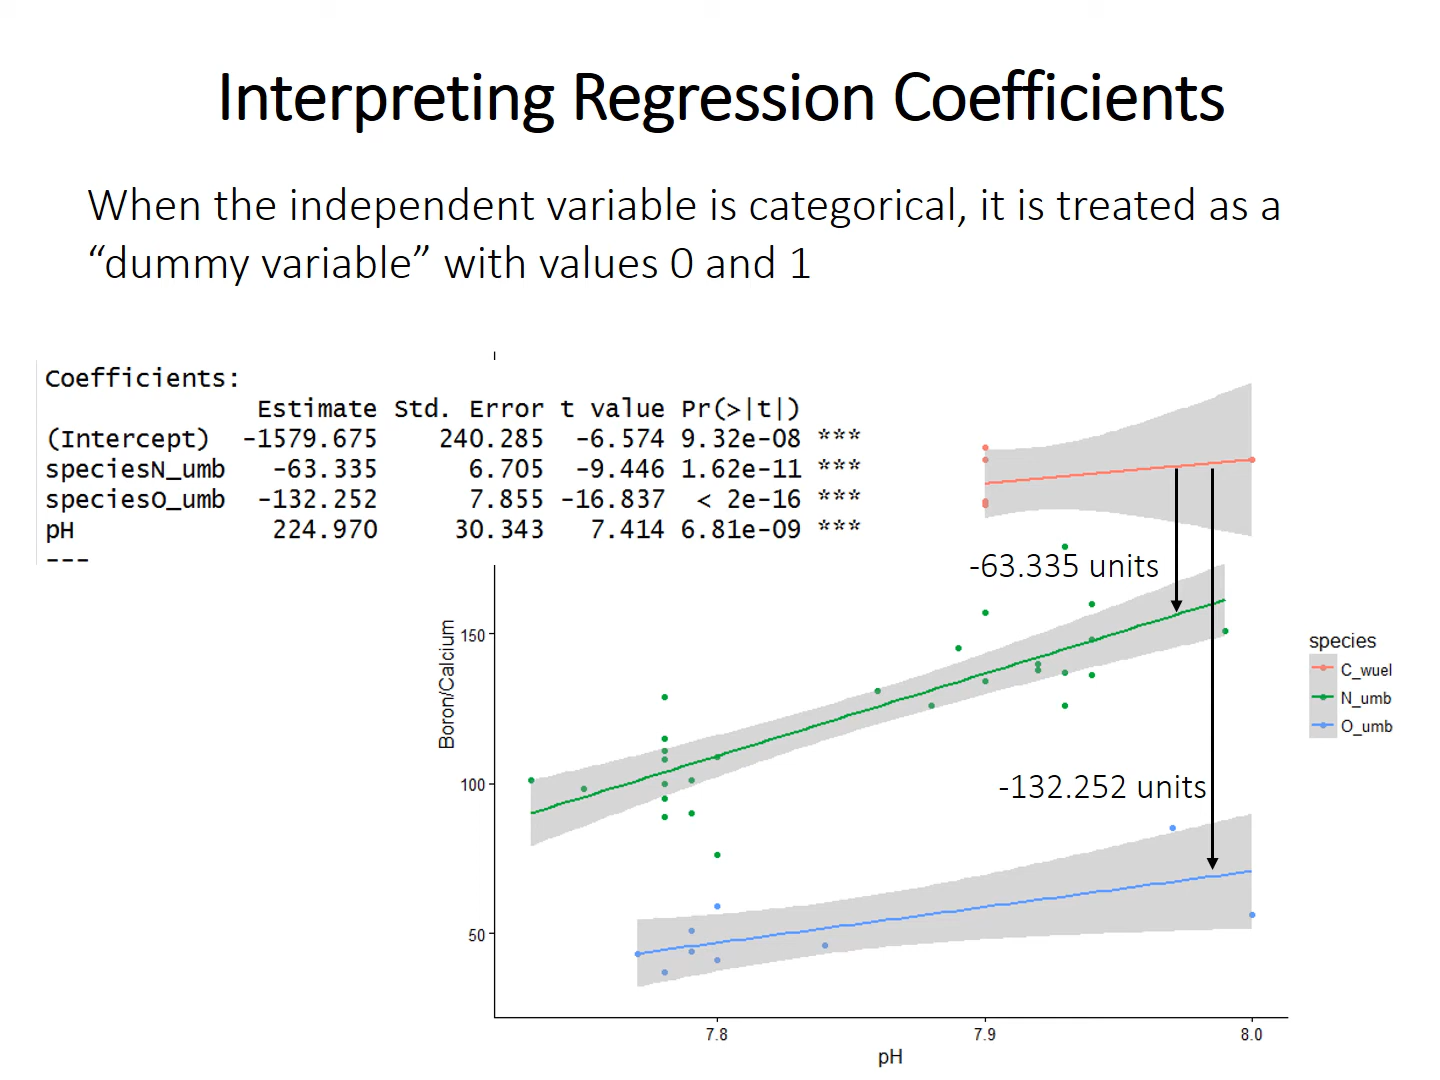 Interpreting Regression Coefficients
When the independent variable is categorical, it is treated as a
“dummy variable” with values 0 and 1
Coefficients:
Estimate Std. Error t value Pr(>|t|)
(Intercept) -1579.675 240.285 -6.574 9.32e-08 ***
speciesN_umb -63.335 6.705 -9.446 1.62e-11 ***
speciesO_umb -132.252 7.855 -16.837 < 2e-16 ***
pH 224.970 30.343 7.414 6.81e-09 ***
---
-63.335 units
-132.252 units
Boron/Calcium
150
100
50
7.8
7.9
8.0
pH
species
C_wuel
N_umb
O_umb